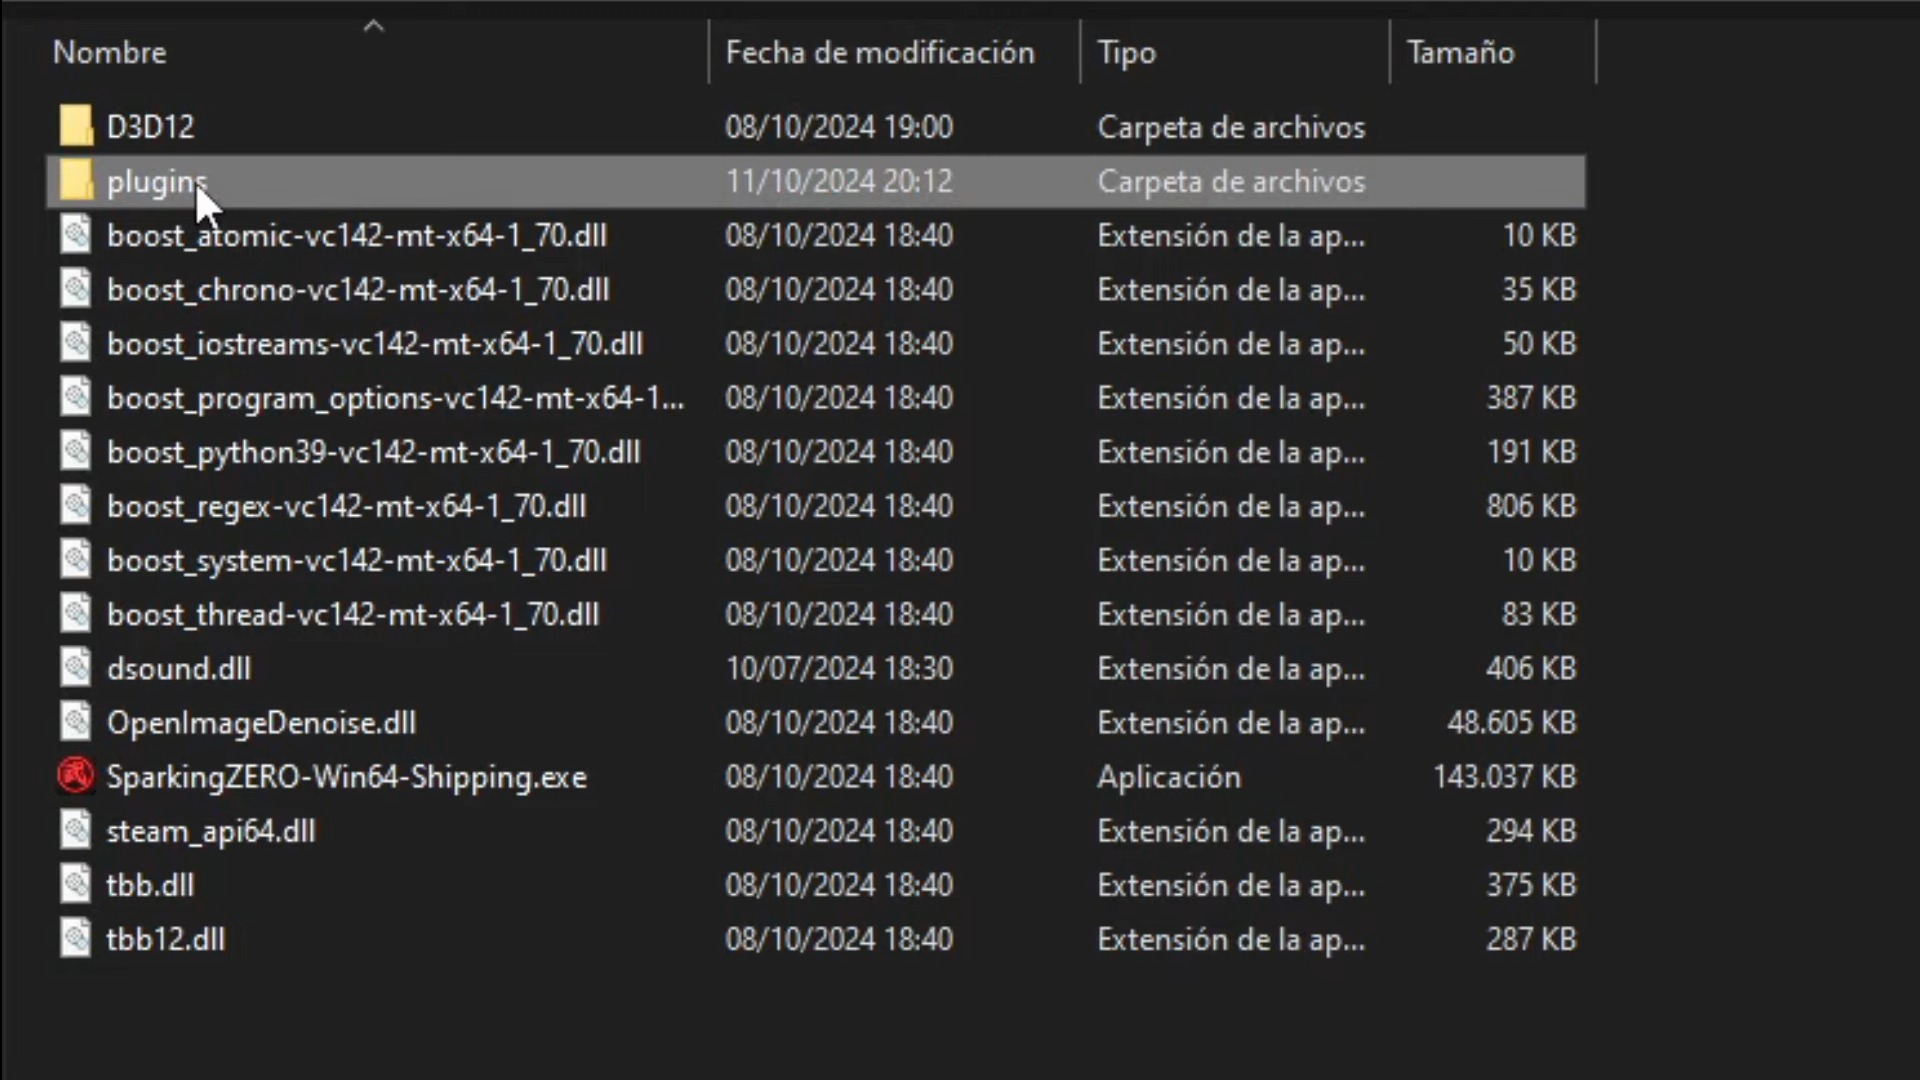 Nombre Fecha de modificación Tipo Tamaño
D3D12 08/10/2024 19:00 Carpeta de archivos
plugins 11/10/2024 20:12 Carpeta de archivos
boost_atomic-vc142-mt-x64-1_70.dll 08/10/2024 18:40 Extensión de la ap... 10 KB
boost_chrono-vc142-mt-x64-1_70.dll 08/10/2024 18:40 Extensión de la ap... 35 KB
boost_iostreams-vc142-mt-x64-1_70.dll 08/10/2024 18:40 Extensión de la ap... 50 KB
boost_program_options-vc142-mt-x64-1... 08/10/2024 18:40 Extensión de la ap... 387 KB
boost_python39-vc142-mt-x64-1_70.dll 08/10/2024 18:40 Extensión de la ap... 191 KB
boost_regex-vc142-mt-x64-1_70.dll 08/10/2024 18:40 Extensión de la ap... 806 KB
boost_system-vc142-mt-x64-1_70.dll 08/10/2024 18:40 Extensión de la ap... 10 KB
boost_thread-vc142-mt-x64-1_70.dll 08/10/2024 18:40 Extensión de la ap... 83 KB
dsound.dll 10/07/2024 18:30 Extensión de la ap... 406 KB
OpenImageDenoise.dll 08/10/2024 18:40 Extensión de la ap... 48.605 KB
SparkingZERO-Win64-Shipping.exe 08/10/2024 18:40 Aplicación 143.037 KB
steam_api64.dll 08/10/2024 18:40 Extensión de la ap... 294 KB
tbb.dll 08/10/2024 18:40 Extensión de la ap... 375 KB
tbb12.dll 08/10/2024 18:40 Extensión de la ap... 287 KB